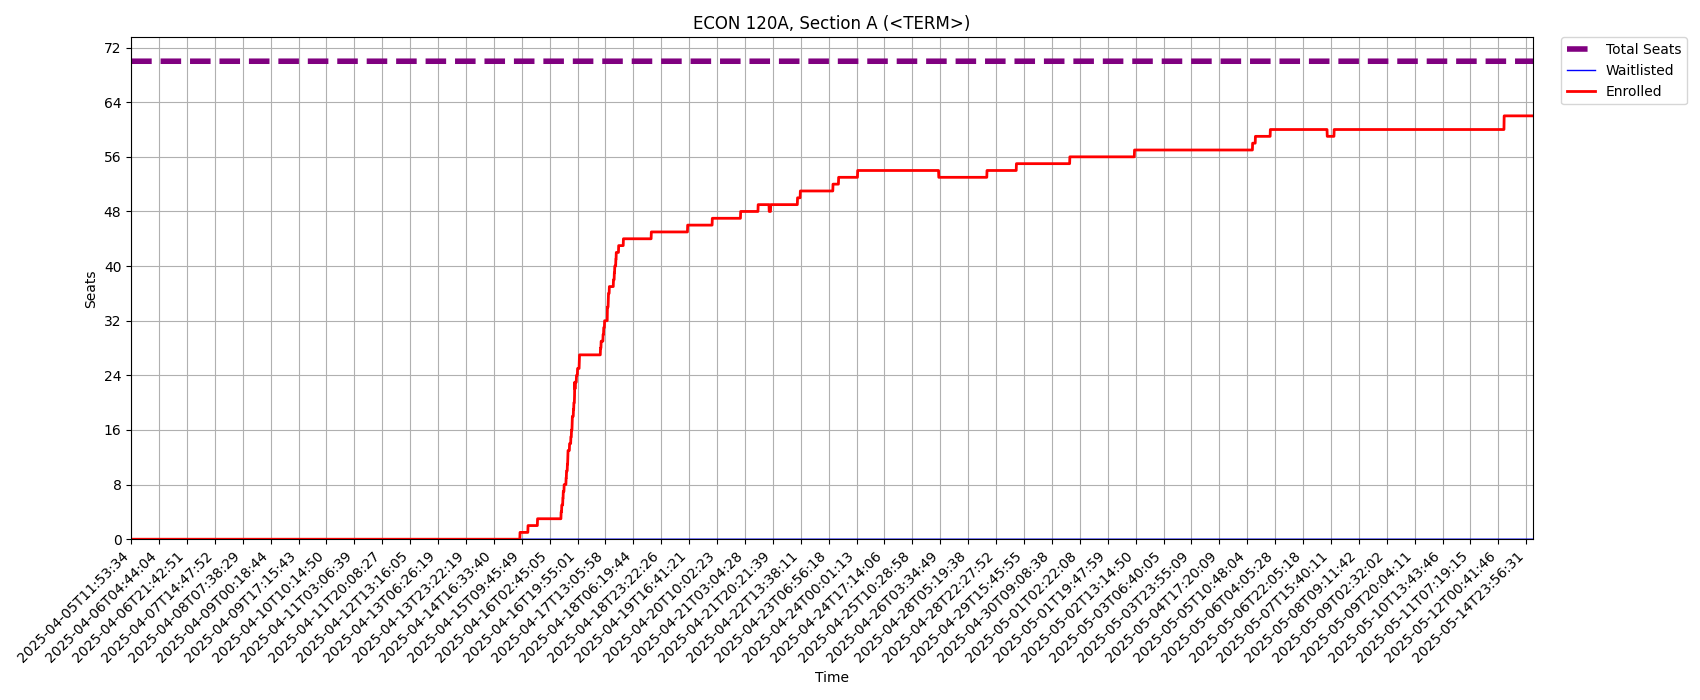 ECON 120A, Section A (<TERM>)
Total Seats
Waitlisted
Enrolled
Seats
72
64
56
48
40
32
24
16
8
0
2025-04-05T11:53:34
2025-04-06T04:44:04
2025-04-06T21:42:51
2025-04-07T14:47:52
2025-04-08T07:38:29
2025-04-09T00:18:44
2025-04-09T17:15:43
2025-04-10T10:14:50
2025-04-11T03:06:39
2025-04-11T20:08:27
2025-04-12T13:16:05
2025-04-13T06:26:19
2025-04-13T23:22:19
2025-04-14T16:33:40
2025-04-15T09:45:49
2025-04-16T02:45:05
2025-04-16T19:55:01
2025-04-17T13:05:58
2025-04-18T06:19:44
2025-04-18T23:22:26
2025-04-19T16:41:21
2025-04-20T10:02:23
2025-04-21T03:04:28
2025-04-21T20:21:39
2025-04-22T13:38:11
2025-04-23T06:56:18
2025-04-24T00:01:13
2025-04-24T17:14:06
2025-04-25T10:28:58
2025-04-26T03:34:49
2025-04-28T05:19:38
2025-04-28T22:27:52
2025-04-29T15:45:55
2025-04-30T09:08:38
2025-05-01T02:22:08
2025-05-01T19:47:59
2025-05-02T13:14:50
2025-05-03T06:40:05
2025-05-03T23:55:09
2025-05-04T17:20:09
2025-05-05T10:48:04
2025-05-06T04:05:28
2025-05-06T22:05:18
2025-05-07T15:40:11
2025-05-08T09:11:42
2025-05-09T02:32:02
2025-05-09T20:04:11
2025-05-10T13:43:46
2025-05-11T07:19:15
2025-05-12T00:41:46
2025-05-14T23:56:31
Time